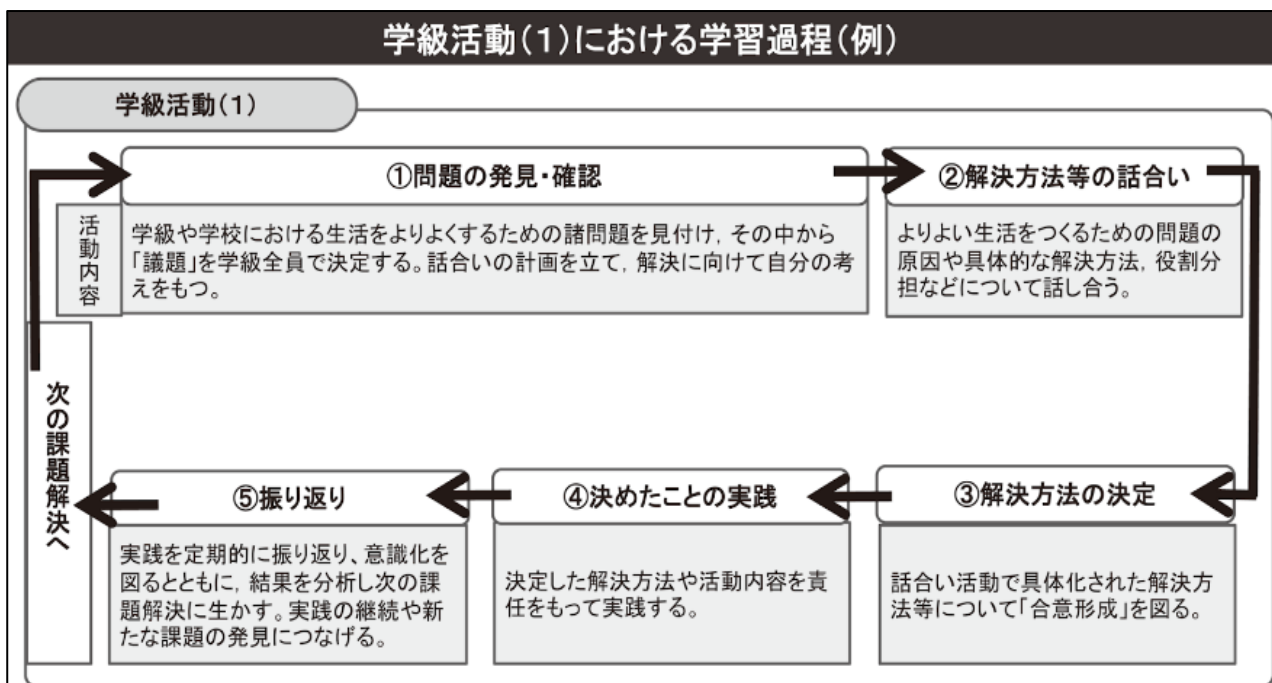 学級活動(1)における学習過程(例)
学級活動(1)
①問題の発見・確認
活動内容
学級や学校における生活をよりよくするための諸問題を見付け,その中から
「議題」を学級全員で決定する。話合いの計画を立て,解決に向けて自分の考
えをもつ。
②解決方法等の話合い
よりよい生活をつくるための問題の
原因や具体的な解決方法,役割分
担などについて話し合う。
③解決方法の決定
話合い活動で具体化された解決方
法等について「合意形成」を図る。
④決めたことの実践
決定した解決方法や活動内容を責
任をもって実践する。
⑤振り返り
実践を定期的に振り返り、意識化を
図るとともに,結果を分析し次の課
題解決に生かす。実践の継続や新
たな課題の発見につなげる。
次の課題解決へ